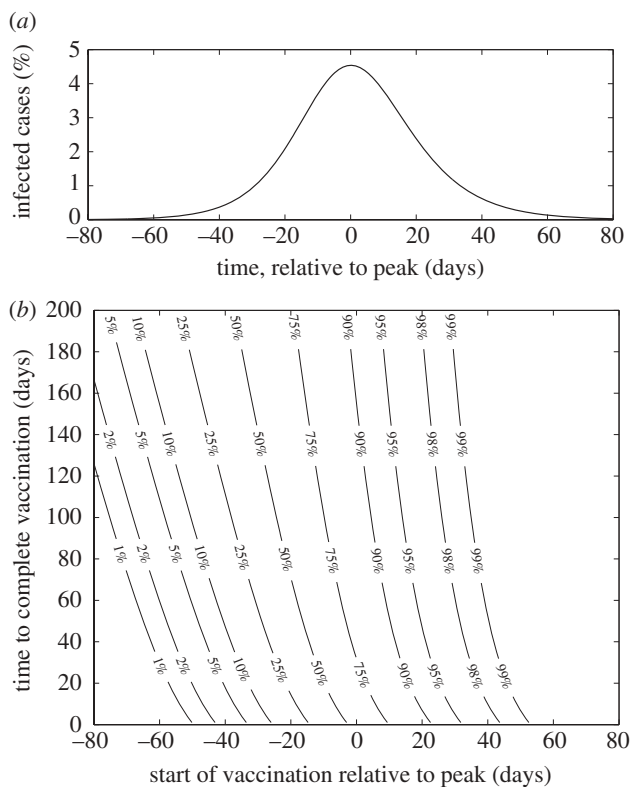 (a)
infected cases (%)
5
4
3
2
1
0
−80 −60 −40 −20 0 20 40 60 80
time, relative to peak (days)
(b)
time to complete vaccination (days)
200
180
160
140
120
100
80
60
40
20
0
5% 10% 25% 50% 75% 90% 95% 98% 99%
2% 5% 10% 25% 50% 75% 90% 95% 98% 99%
1% 2% 5% 10% 25% 50% 75% 90% 95% 98% 99%
1% 2% 5% 10% 25% 50% 75% 90% 95% 98% 99%
−80 −60 −40 −20 0 20 40 60 80
start of vaccination relative to peak (days)